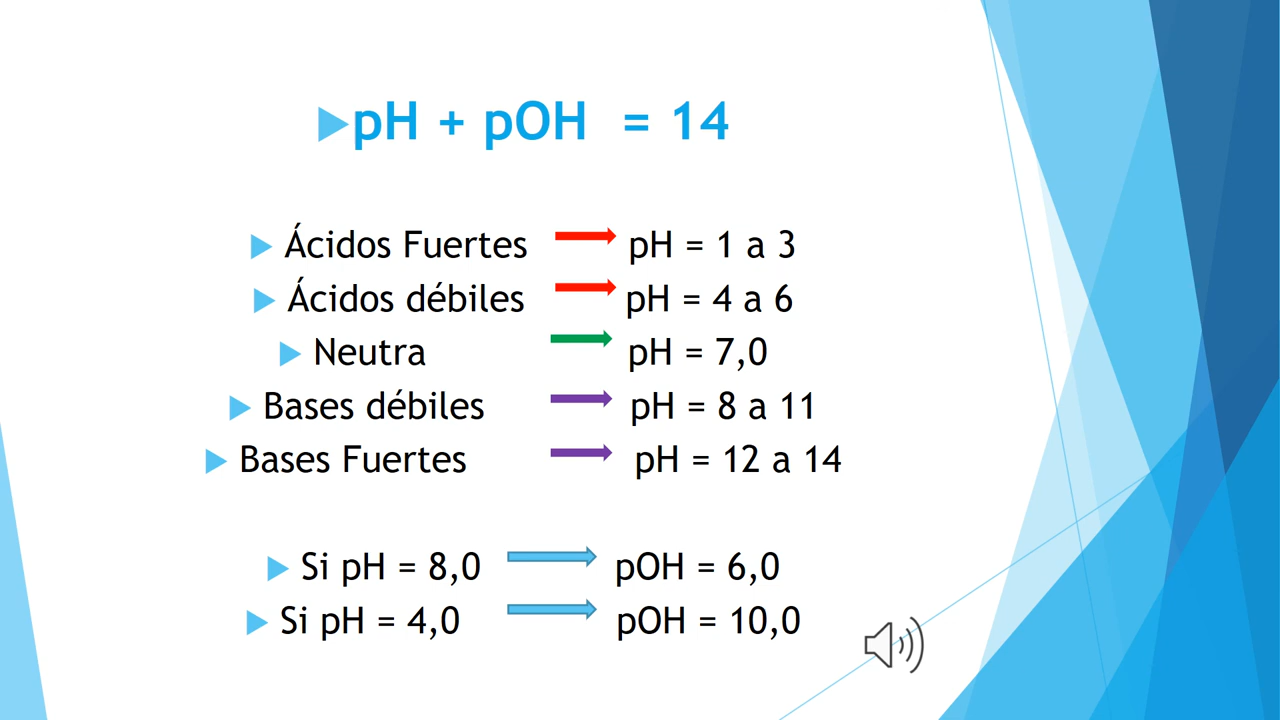 pH + pOH = 14
Ácidos Fuertes pH = 1 a 3
Ácidos débiles pH = 4 a 6
Neutra pH = 7,0
Bases débiles pH = 8 a 11
Bases Fuertes pH = 12 a 14
Si pH = 8,0 pOH = 6,0
Si pH = 4,0 pOH = 10,0